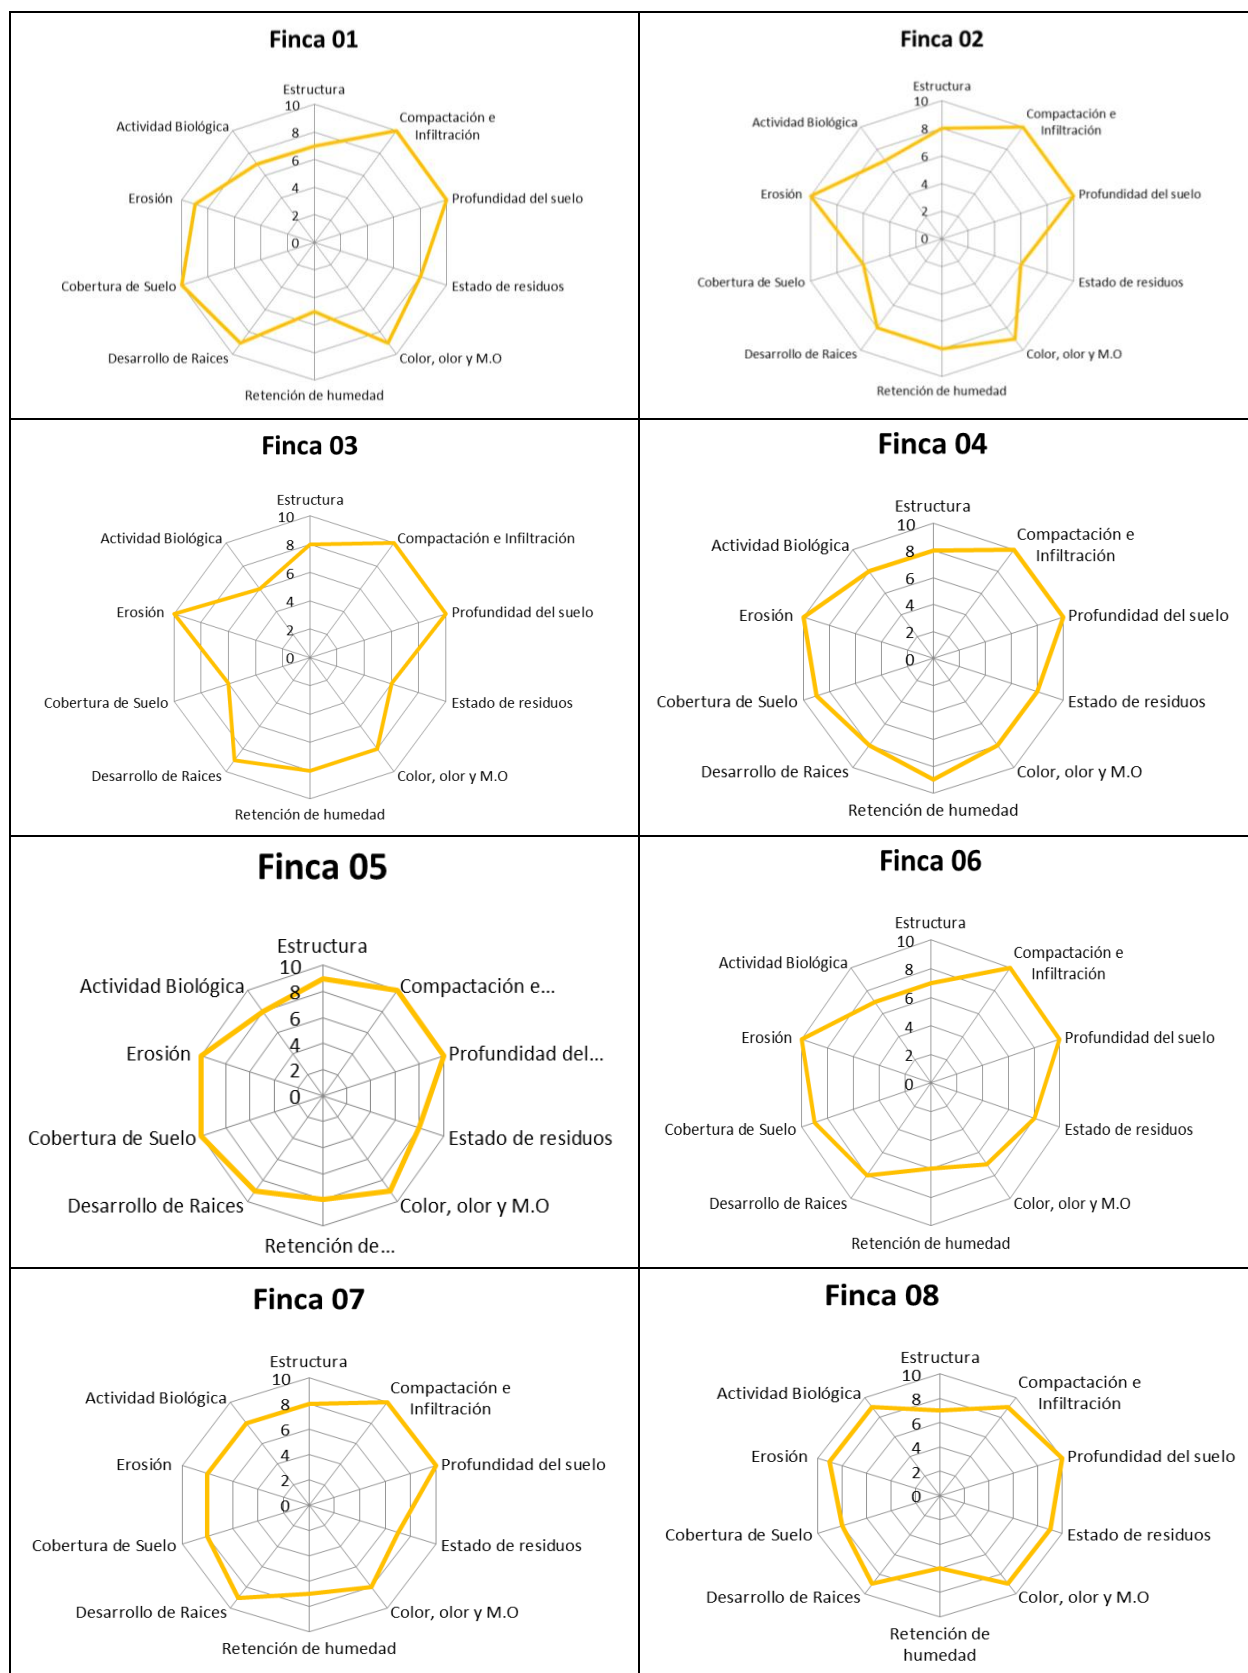 Finca 01
Estructura
10
8
6
4
2
0
Compactación e
Infiltración
Profundidad del suelo
Estado de residuos
Color, olor y M.O
Retención de humedad
Desarrollo de Raices
Cobertura de Suelo
Erosión
Actividad Biológica
Finca 02
Estructura
10
8
6
4
2
0
Compactación e
Infiltración
Profundidad del suelo
Estado de residuos
Color, olor y M.O
Retención de humedad
Desarrollo de Raices
Cobertura de Suelo
Erosión
Actividad Biológica
Finca 03
Estructura
10
8
6
4
2
0
Compactación e Infiltración
Profundidad del suelo
Estado de residuos
Color, olor y M.O
Retención de humedad
Desarrollo de Raices
Cobertura de Suelo
Erosión
Actividad Biológica
Finca 04
Estructura
10
8
6
4
2
0
Compactación e
Infiltración
Profundidad del suelo
Estado de residuos
Color, olor y M.O
Retención de humedad
Desarrollo de Raices
Cobertura de Suelo
Erosión
Actividad Biológica
Finca 05
Estructura
10
8
6
4
2
0
Compactación e...
Profundidad del...
Estado de residuos
Color, olor y M.O
Retención de...
Desarrollo de Raices
Cobertura de Suelo
Erosión
Actividad Biológica
Finca 06
Estructura
10
8
6
4
2
0
Compactación e
Infiltración
Profundidad del suelo
Estado de residuos
Color, olor y M.O
Retención de humedad
Desarrollo de Raices
Cobertura de Suelo
Erosión
Actividad Biológica
Finca 07
Estructura
10
8
6
4
2
0
Compactación e
Infiltración
Profundidad del suelo
Estado de residuos
Color, olor y M.O
Retención de humedad
Desarrollo de Raices
Cobertura de Suelo
Erosión
Actividad Biológica
Finca 08
Estructura
10
8
6
4
2
0
Compactación e
Infiltración
Profundidad del suelo
Estado de residuos
Color, olor y M.O
Retención de
humedad
Desarrollo de Raices
Cobertura de Suelo
Erosión
Actividad Biológica